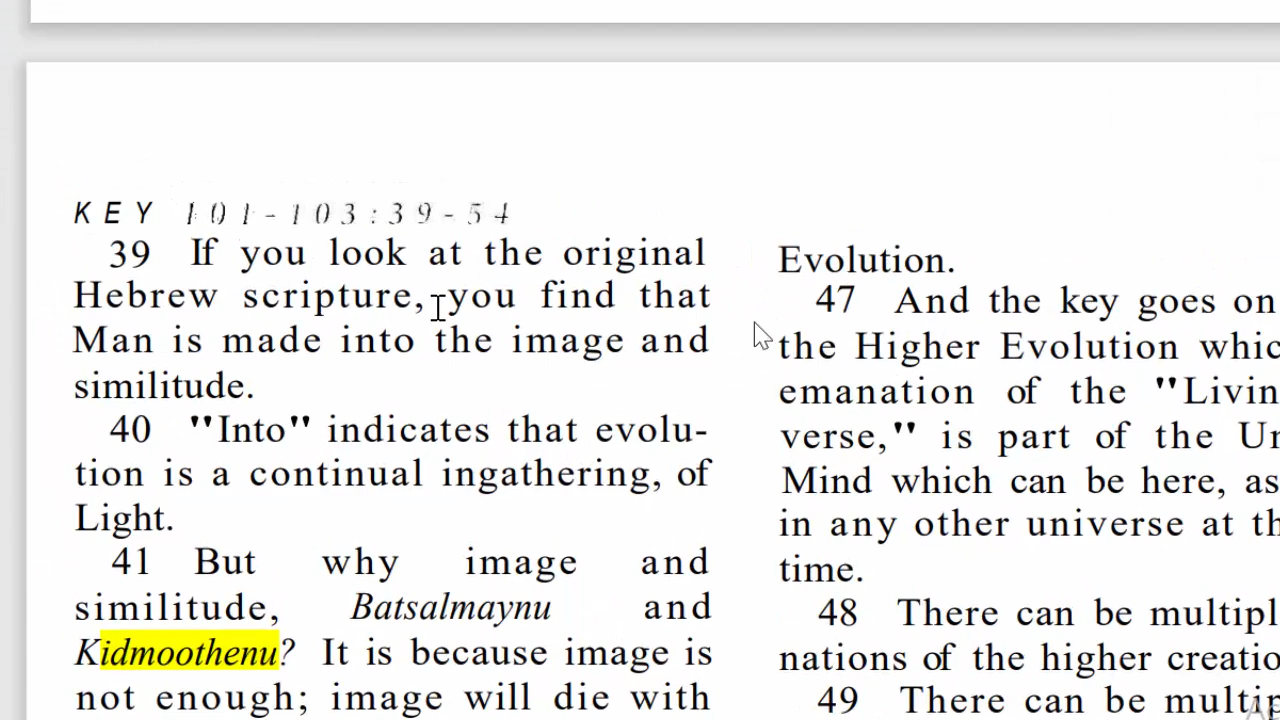 KEY 101-103:39-54
39 If you look at the original
Hebrew scripture, you find that
Man is made into the image and
similitude.
40 "Into" indicates that evolu-
tion is a continual ingathering, of
Light.
41 But why image and
similitude, Batsalmaynu and
Kidmoothenu? It is because image is
not enough; image will die with
Evolution.
47 And the key goes on
the Higher Evolution
emanation of the
verse," is part of the
Mind which can be here, as
in any other universe at
time.
48 There can be
of the higher
49 There can be